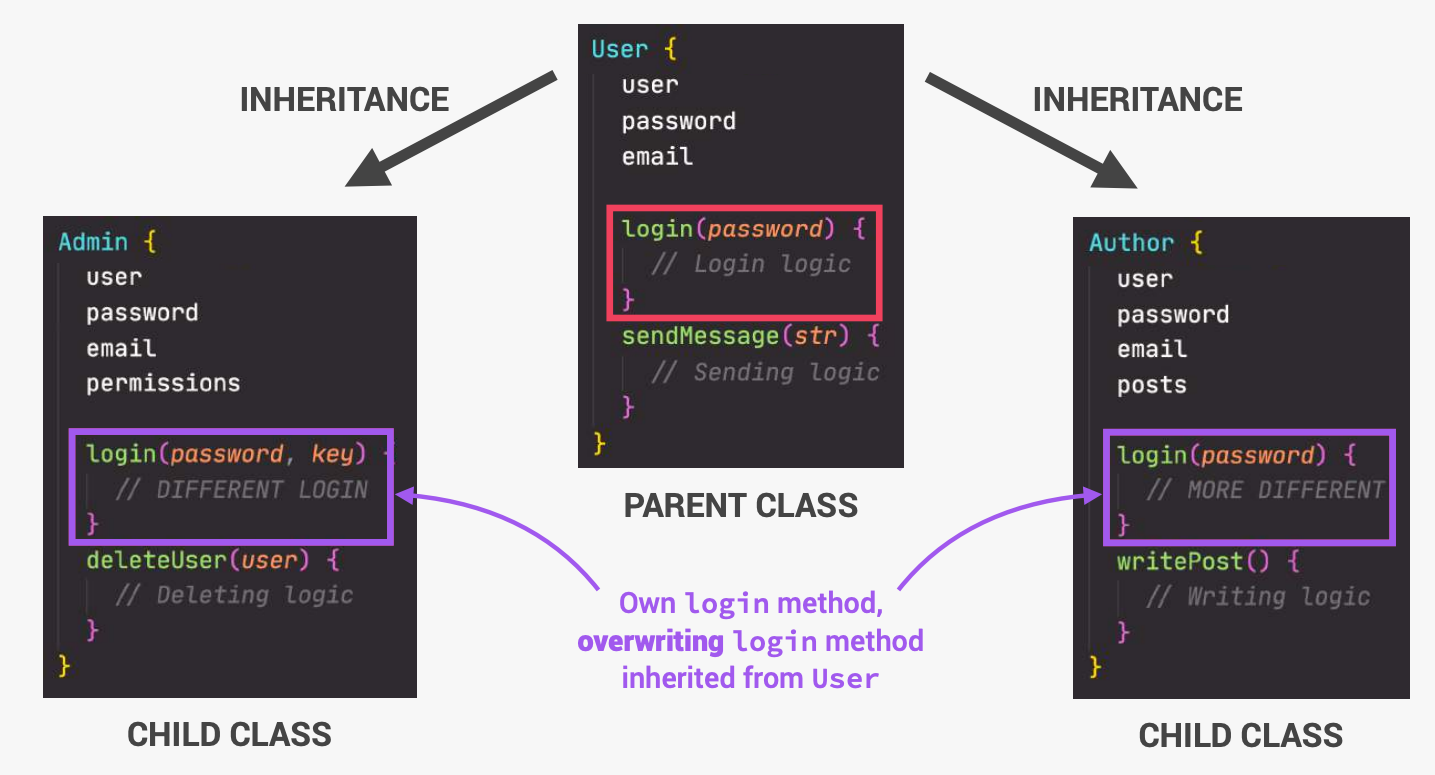 INHERITANCE
INHERITANCE
User {
user
password
email
login(password) {
// Login logic
}
sendMessage(str) {
// Sending logic
}
}
PARENT CLASS
Admin {
user
password
email
permissions
login(password, key) {
// DIFFERENT LOGIN
}
deleteUser(user) {
// Deleting logic
}
}
CHILD CLASS
Author {
user
password
email
posts
login(password) {
// MORE DIFFERENT
}
writePost() {
// Writing logic
}
}
CHILD CLASS
Own login method,
overwriting login method
inherited from User